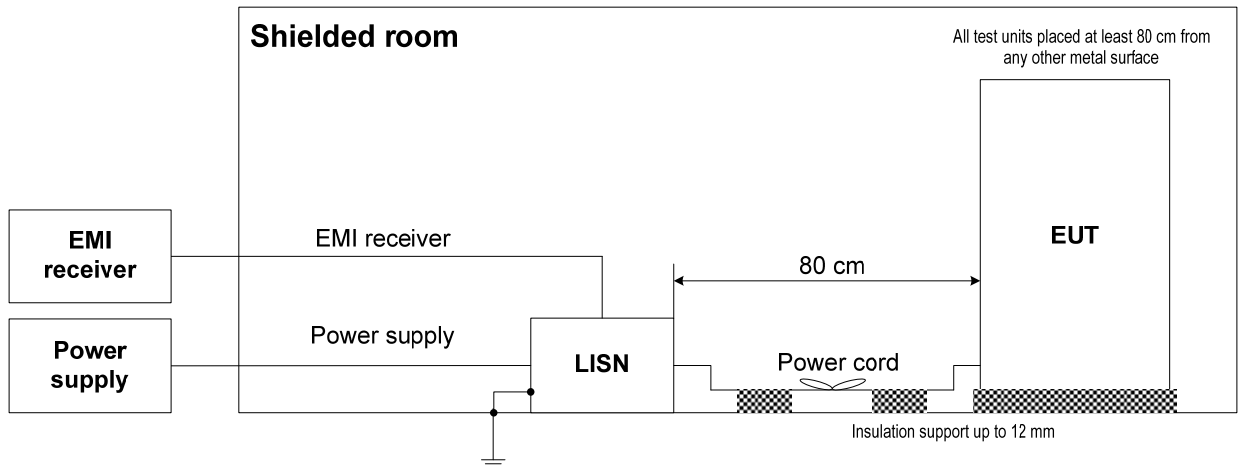 Shielded room
All test units placed at least 80 cm from
any other metal surface
EMI
receiver
EMI receiver
80 cm
EUT
Power
supply
Power supply
LISN
Power cord
Insulation support up to 12 mm